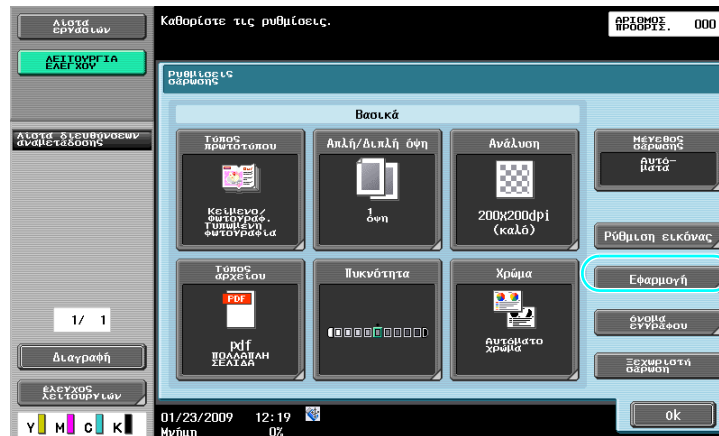 Λίστα
εργασιών
Καθορίστε τις ρυθμίσεις.
ΑΡΙΘΜΟΣ
ΠΡΟΟΡΙΣ.
000
ΛΕΙΤΟΥΡΓΙΑ
ΕΛΕΓΧΟΥ
Ρυθμίσεις
σάρωσης
Βασικά
Λίστα διευθύνσεων
αναμετάδοσης
Τύπος
πρωτοτύπου
Κείμενο/
φωτογραφ.
Τυπωμένη
φωτογραφία
Απλή/Διπλή όψη
1
όψη
Ανάλυση
200X200dpi
(καλό)
Μέγεθος
σάρωσης
Αυτό-
ματα
Ρύθμιση εικόνας
Τύπος
αρχείου
PDF
pdf
ΠΟΛΛΑΠΛΗ
ΣΕΛΙΔΑ
Πυκνότητα
Χρώμα
Αυτόματο
χρώμα
Εφαρμογή
όνομα
εγγράφου
Ξεχωριστή
σάρωση
1/ 1
Διαγραφή
έλεγχος
λειτουργιών
Y M C K
01/23/2009 12:19
Μνήμη 0%
ok